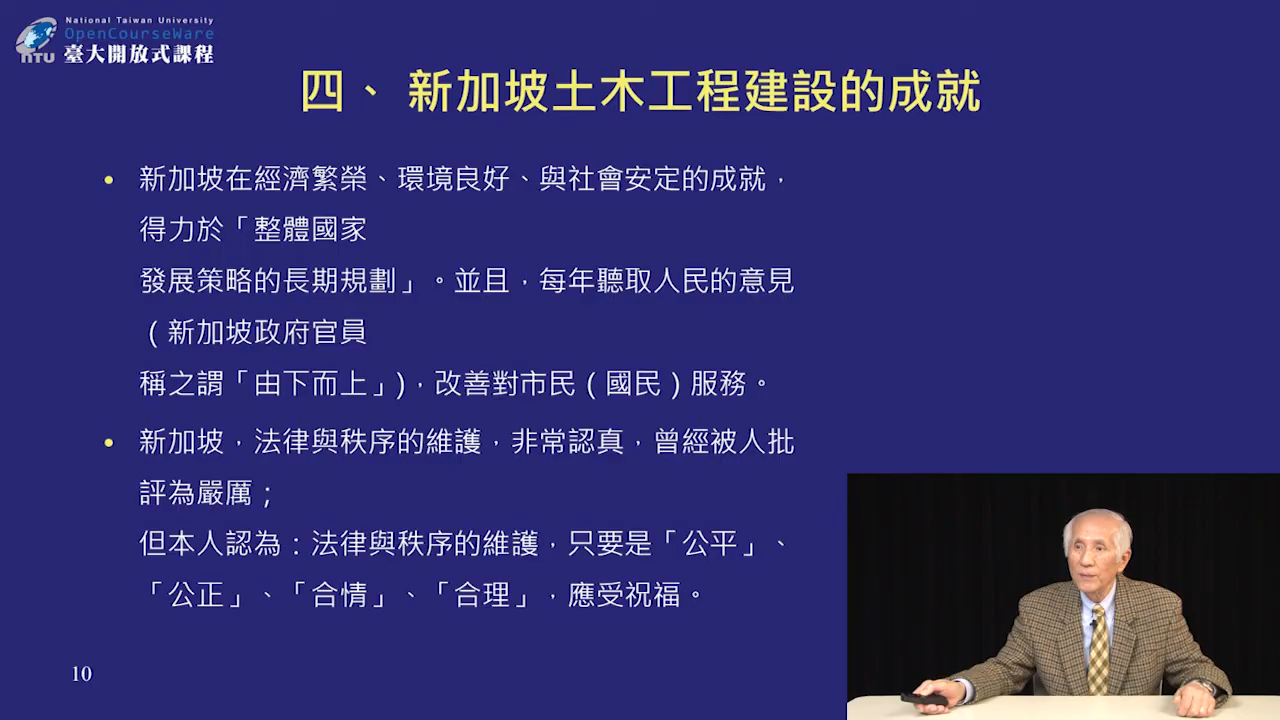 National Taiwan University
OpenCourseWare
NTU 臺大開放式課程
四、 新加坡土木工程建設的成就
• 新加坡在經濟繁榮、環境良好、與社會安定的成就，
得力於「整體國家
發展策略的長期規劃」。並且，每年聽取人民的意見
（新加坡政府官員
稱之謂「由下而上」)，改善對市民（國民）服務。
• 新加坡，法律與秩序的維護，非常認真，曾經被人批
評為嚴厲；
但本人認為：法律與秩序的維護，只要是「公平」、
「公正」、「合情」、「合理」，應受祝福。
10